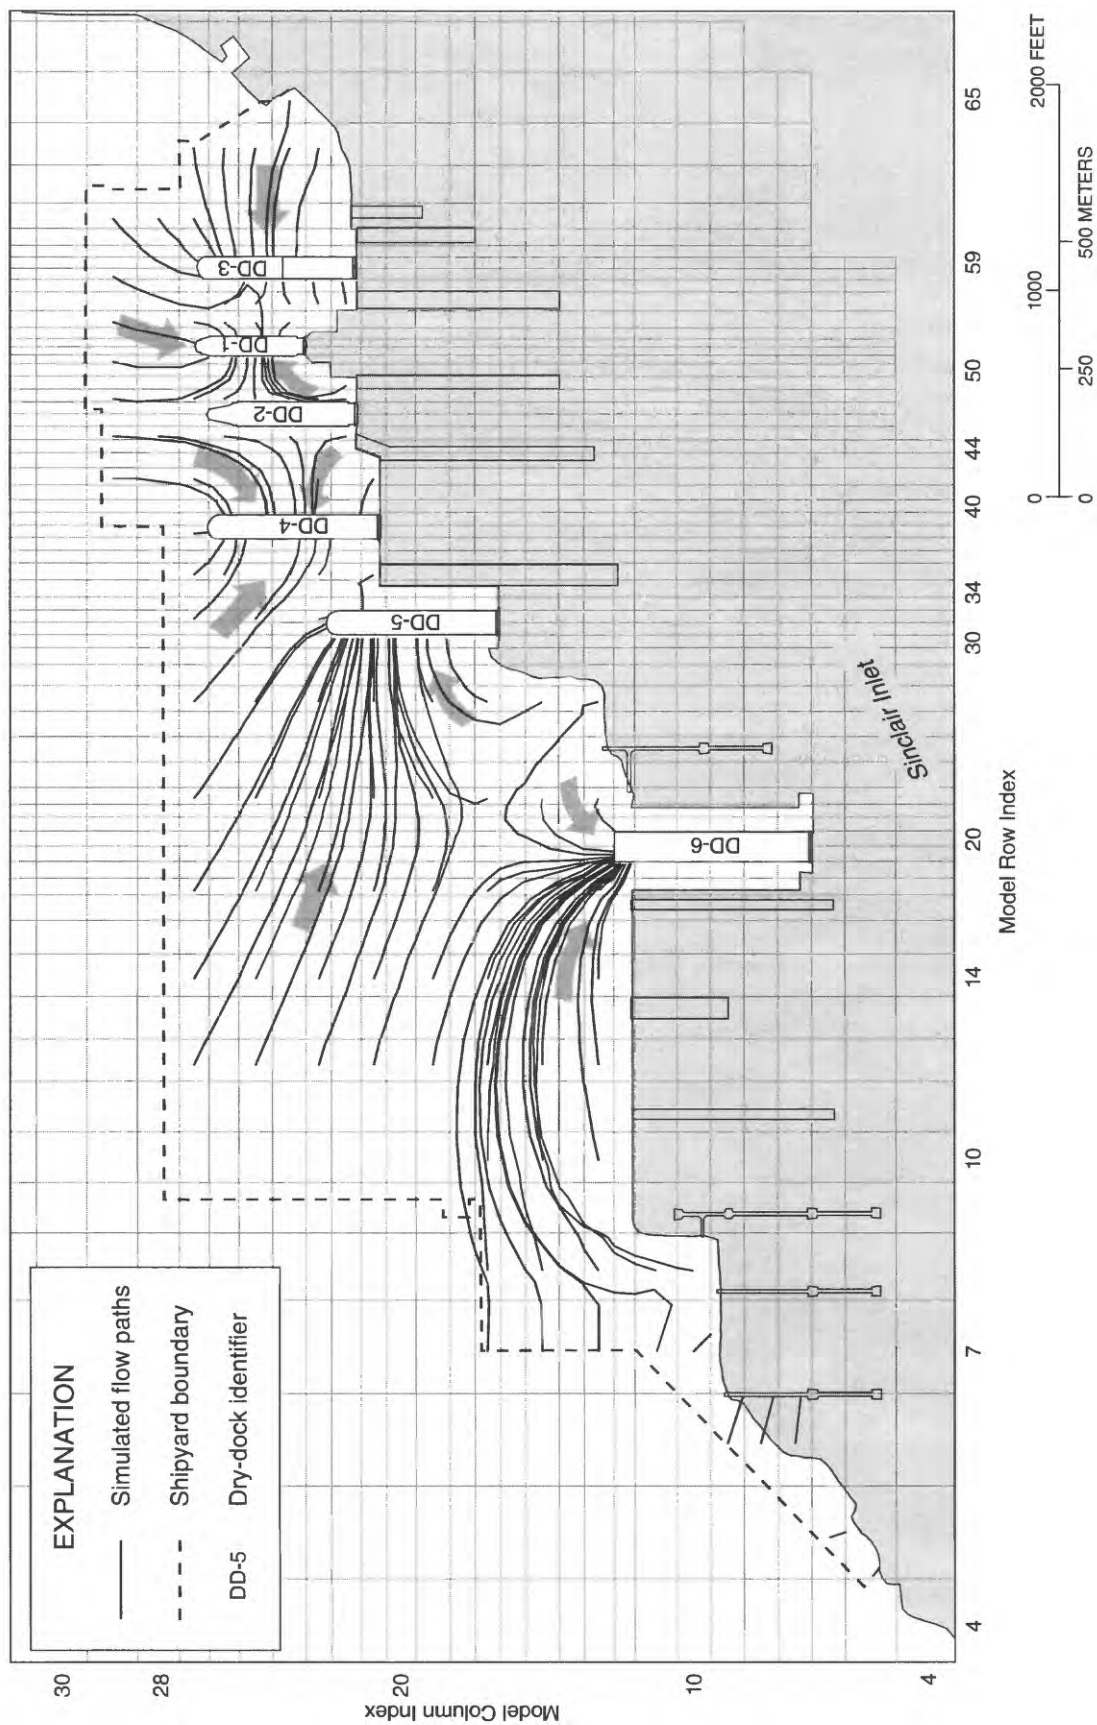 EXPLANATION
Simulated flow paths
Shipyard boundary
DD-5 Dry-dock identifier
DD-6
DD-5
DD-4
DD-2
DD-1
DD-3
Sinclair Inlet
Model Column Index
30
28
20
10
4
4
7
10
14
20
30
34
40
44
50
59
65
Model Row Index
0 1000 2000 FEET
0 250 500 METERS